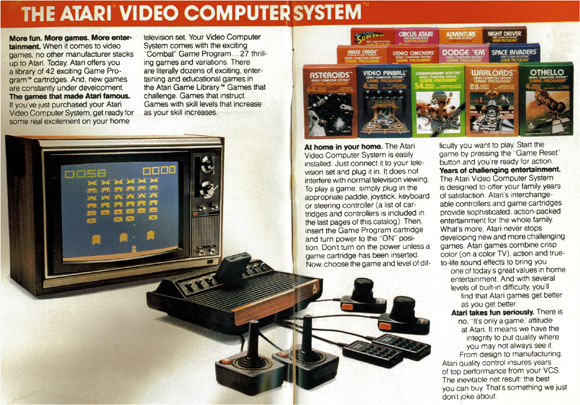 THE ATARI® VIDEO COMPUTER SYSTEM™
More fun. More games. More enter-
tainment. When it comes to video
games, no other manufacturer stacks
up to Atari. Today, Atari offers you
a library of 42 exciting Game Pro-
gram™ cartridges. And, new games
are constantly under development.
The games that made Atari famous.
If you've just purchased your Atari
Video Computer System, get ready for
some real excitement on your home
television set. Your Video Computer
System comes with the exciting
"Combat" Game Program... 27 thrill-
ing games and variations. There
are literally dozens of exciting, enter-
taining and educational games in
the Atari Game Library.™ Games that
challenge. Games that instruct.
Games with skill levels that increase
as your skill increases.
SUPERMAN
CIRCUS ATARI
ADVENTURE
NIGHT DRIVER
MAZE CRAZE
VIDEO CHECKERS
DODGE 'EM
SPACE INVADERS
ASTEROIDS
VIDEO PINBALL
CHAMPIONSHIP SOCCER
WARLORDS
OTHELLO
0058 0000
At home in your home. The Atari
Video Computer System is easily
installed. Just connect it to your tele-
vision set and plug it in. It does not
interfere with normal television viewing.
To play a game, simply plug in the
appropriate paddle, joystick, keyboard
or steering controller (a list of car-
tridges and controllers is included in
the last pages of this catalog). Then,
insert the Game Program cartridge
and turn power to the "ON" posi-
tion. Don't turn on the power unless a
game cartridge has been inserted.
Now, choose the game and level of dif-
ficulty you want to play. Start the
game by pressing the "Game Reset"
button and you're ready for action.
Years of challenging entertainment.
The Atari Video Computer System
is designed to offer your family years
of satisfaction. Atari's interchange-
able controllers and game cartridges
provide sophisticated, action-packed
entertainment for the whole family.
What's more, Atari never stops
developing new and more challenging
games. Atari games combine crisp
color (on a color TV), action and true-
to-life sound effects to bring you
one of today's great values in home
entertainment. And with several
levels of built-in difficulty, you'll
find that Atari games get better
as you get better.
Atari takes fun seriously. There is
no, "It's only a game," attitude
at Atari. It means we have the
integrity to put quality where
you may not always see it.
From design to manufacturing,
Atari quality control insures years
of top performance from your VCS.
The inevitable net result: the best
you can buy. That's something we just
don't joke about.